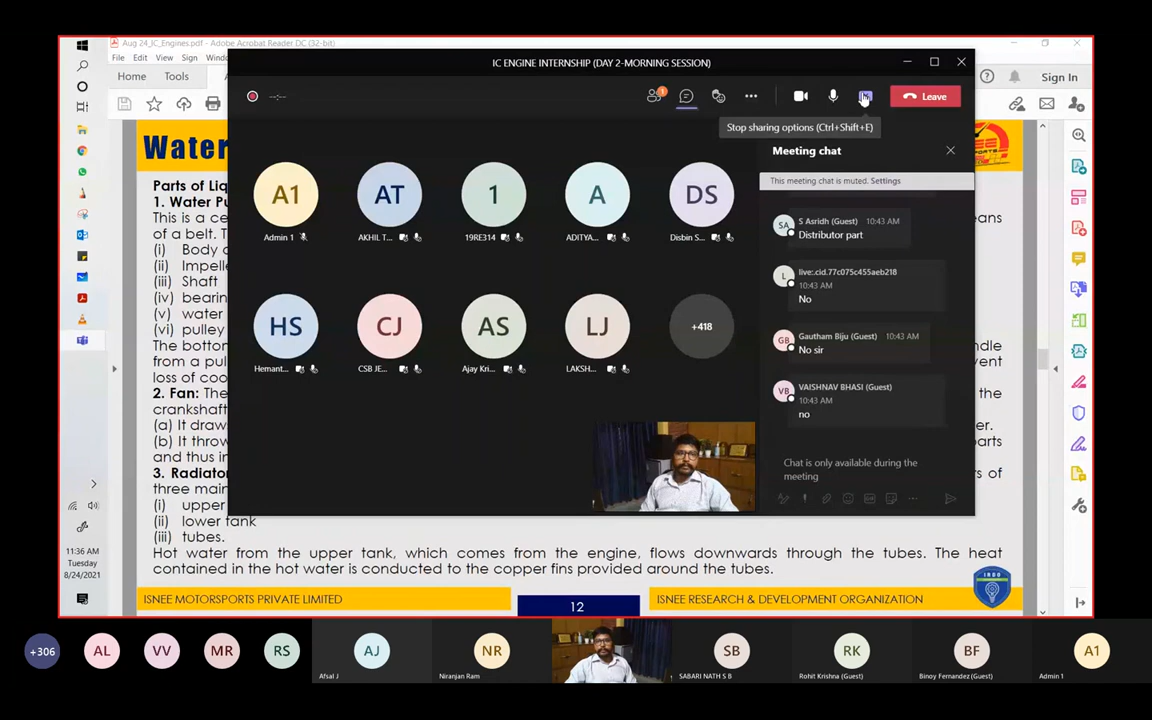 Aug 24_IC_Engines.pdf - Adobe Acrobat Reader DC (32-bit)
File Edit View Sign Windo
Home Tools
Sign In
IC ENGINE INTERNSHIP (DAY 2-MORNING SESSION)
--:--
1
Leave
Stop sharing options (Ctrl+Shift+E)
Meeting chat
This meeting chat is muted. Settings
A1
AT
1
A
DS
Admin 1
AKHIL T...
19RE314
ADITYA...
Disbin S...
HS
CJ
AS
LJ
+418
Hemant...
CSB JE...
Ajay Kri...
LAKSH...
SA
S Asridh (Guest) 10:43 AM
Distributor part
L
live:.cid.77c075c455aeb218
10:43 AM
No
GB
Gautham Biju (Guest) 10:43 AM
No sir
VB
VAISHNAV BHASI (Guest)
10:43 AM
no
Chat is only available during the
meeting
Water
Parts of Liq
1. Water Pu
This is a ce
eans
of a belt. T
(i) Body
(ii) Impelle
(iii) Shaft
(iv) bearin
(v) water
(vi) pulley
The bottom
ndle
from a pul
vent
loss of coo
2. Fan: The
the
crankshaft
(a) It draws
er.
(b) It throw
parts
and thus in
3. Radiator
rs of
three main
(i) upper
(ii) lower tank
(iii) tubes.
Hot water from the upper tank, which comes from the engine, flows downwards through the tubes. The heat
contained in the hot water is conducted to the copper fins provided around the tubes.
ISNEE MOTORSPORTS PRIVATE LIMITED
12
ISNEE RESEARCH & DEVELOPMENT ORGANIZATION
IRDO
11:36 AM
Tuesday
8/24/2021
+306
AL
VV
MR
RS
AJ
Afsal J
NR
Niranjan Ram
SB
SABARI NATH S B
RK
Rohit Krishna (Guest)
BF
Binoy Fernandez (Guest)
A1
Admin 1